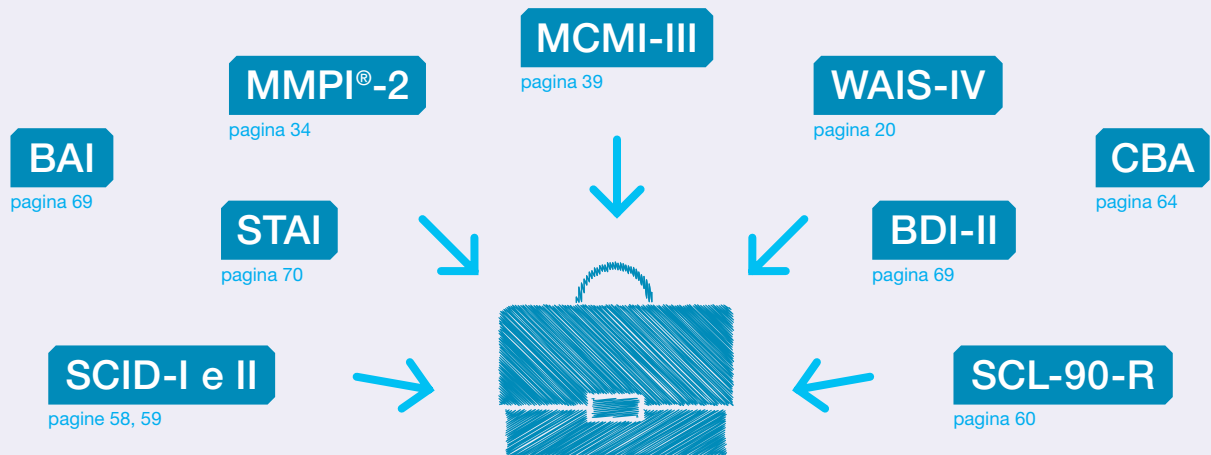 MCMI-III
pagina 39
MMPI®-2
pagina 34
WAIS-IV
pagina 20
BAI
pagina 69
CBA
pagina 64
STAI
pagina 70
BDI-II
pagina 69
SCID-I e II
pagine 58, 59
SCL-90-R
pagina 60